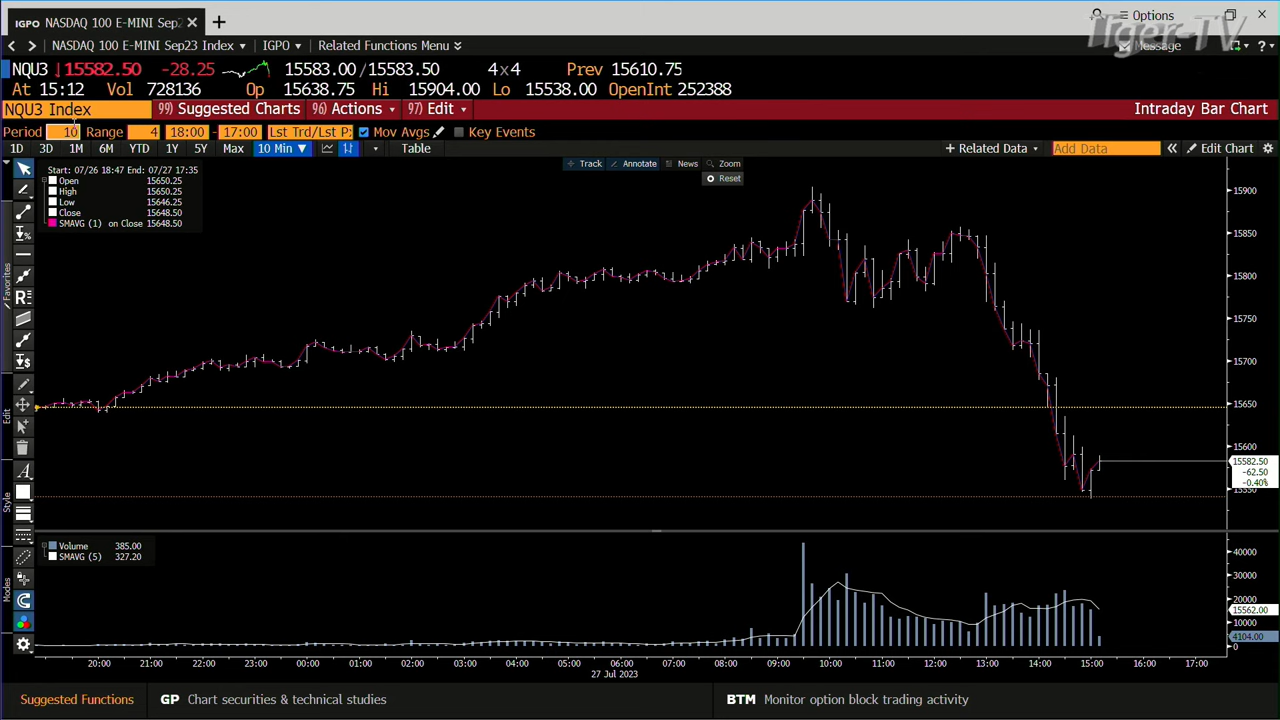 IGPO NASDAQ 100 E-MINI Sep2
Options
NASDAQ 100 E-MINI Sep23 Index IGPO Related Functions Menu
Message
Tiger-TV
NQU3 15582.50 -28.25 15583.00/15583.50 4x4 Prev 15610.75
At 15:12 Vol 728136 Op 15638.75 Hi 15904.00 Lo 15538.00 OpenInt 252388
NQU3 Index 99) Suggested Charts 96) Actions 97) Edit Intraday Bar Chart
Period 10 Range 4 18:00 - 17:00 Lst Trd/Lst P Mov Avgs Key Events
1D 3D 1M 6M YTD 1Y 5Y Max 10 Min Table + Related Data Add Data Edit Chart
Track Annotate News Zoom
Reset
Start: 07/26 18:47 End: 07/27 17:35
Open 15650.25
High 15650.25
Low 15646.25
Close 15648.50
SMAVG (1) on Close 15648.50
Favorites
Edit
Style
Modes
15900
15850
15800
15750
15700
15650
15600
15582.50
-62.50
-0.40%
Volume 385.00
SMAVG (5) 327.20
40000
30000
20000
15562.00
4104.00
0
20:00 21:00 22:00 23:00 00:00 01:00 02:00 03:00 04:00 05:00 06:00 07:00 08:00 09:00 10:00 11:00 12:00 13:00 14:00 15:00 16:00 17:00
27 Jul 2023
Suggested Functions GP Chart securities & technical studies BTM Monitor option block trading activity